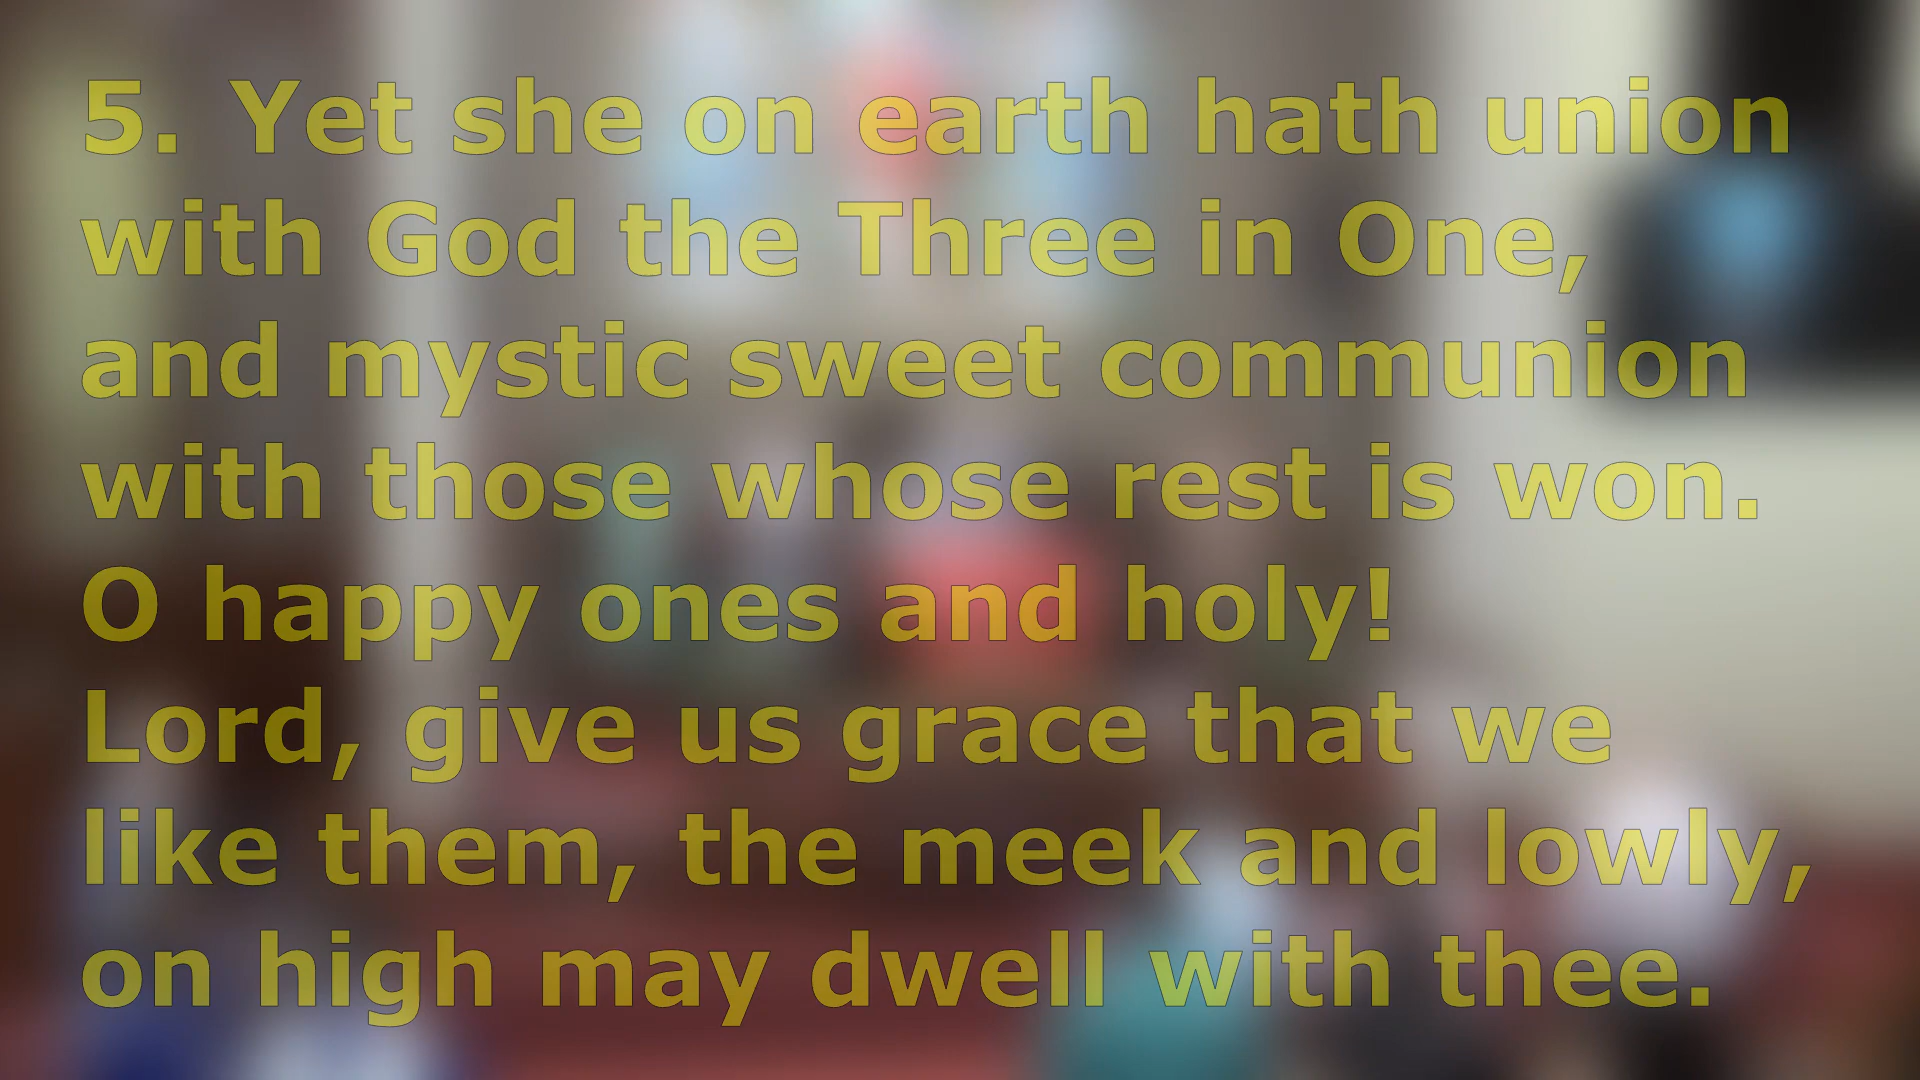 5. Yet she on earth hath union
with God the Three in One,
and mystic sweet communion
with those whose rest is won.
O happy ones and holy!
Lord, give us grace that we
like them, the meek and lowly,
on high may dwell with thee.